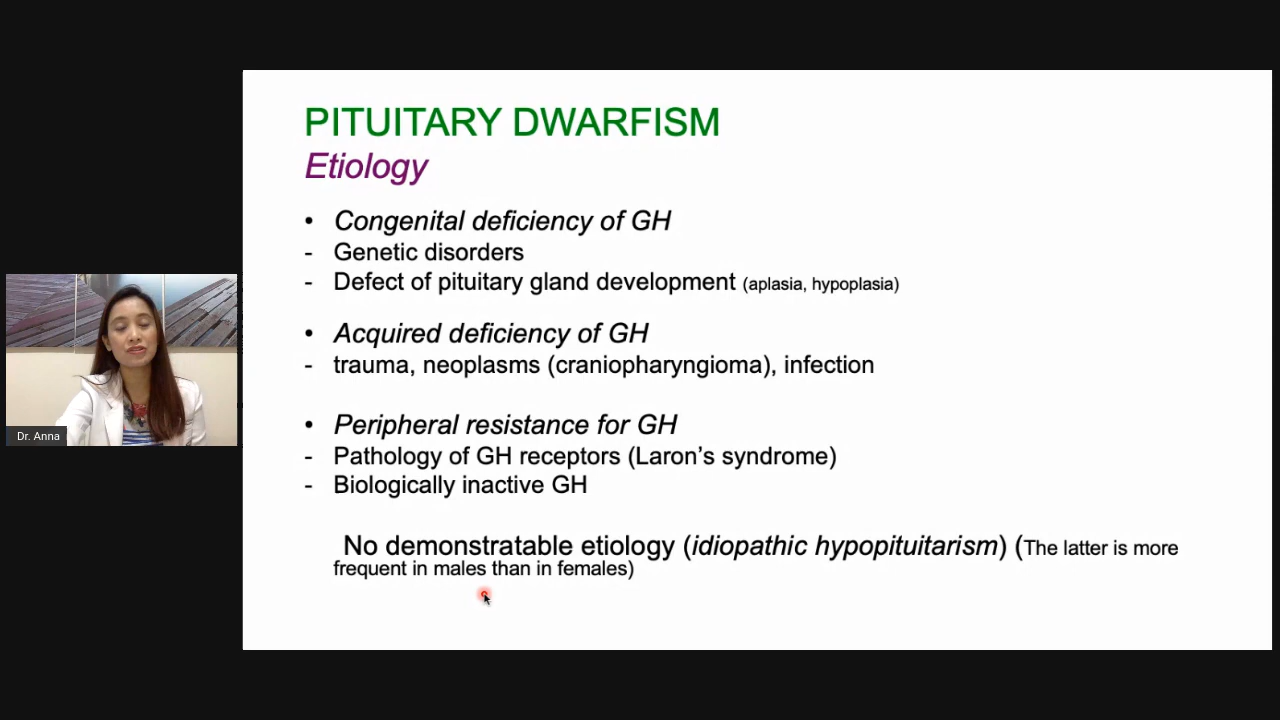 PITUITARY DWARFISM
Etiology
• Congenital deficiency of GH
- Genetic disorders
- Defect of pituitary gland development (aplasia, hypoplasia)
• Acquired deficiency of GH
- trauma, neoplasms (craniopharyngioma), infection
• Peripheral resistance for GH
- Pathology of GH receptors (Laron’s syndrome)
- Biologically inactive GH
No demonstratable etiology (idiopathic hypopituitarism) (The latter is more
frequent in males than in females)
Dr. Anna